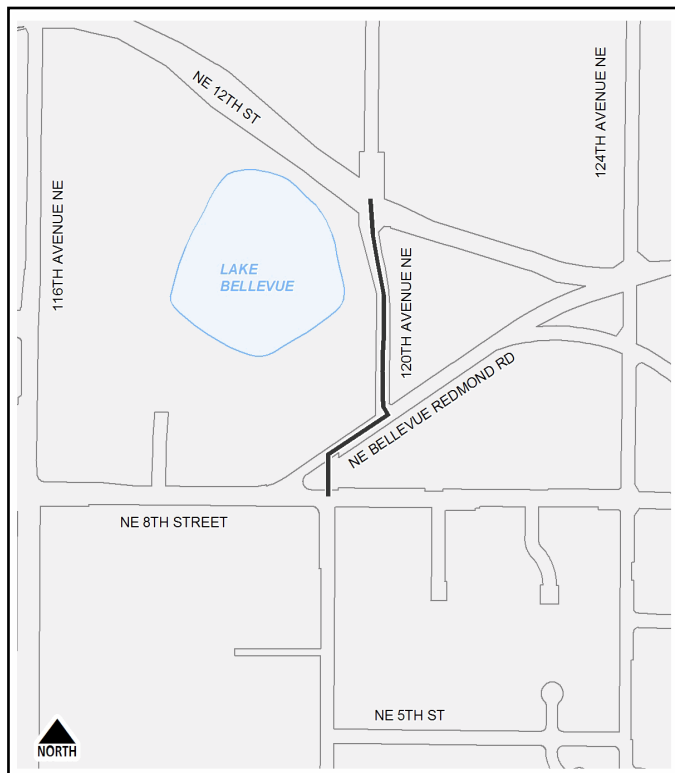 NE 12TH ST
124TH AVENUE NE
116TH AVENUE NE
LAKE
BELLEVUE
120TH AVENUE NE
NE BELLEVUE REDMOND RD
NE 8TH STREET
NE 5TH ST
NORTH